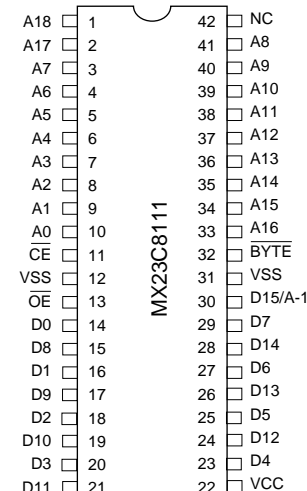 A18 1 42 NC
A17 2 41 A8
A7 3 40 A9
A6 4 39 A10
A5 5 38 A11
A4 6 37 A12
A3 7 36 A13
A2 8 35 A14
A1 9 34 A15
A0 10 33 A16
CE 11 32 BYTE
VSS 12 31 VSS
OE 13 30 D15/A-1
D0 14 29 D7
D8 15 28 D14
D1 16 27 D6
D9 17 26 D13
D2 18 25 D5
D10 19 24 D12
D3 20 23 D4
D11 21 22 VCC
MX23C8111